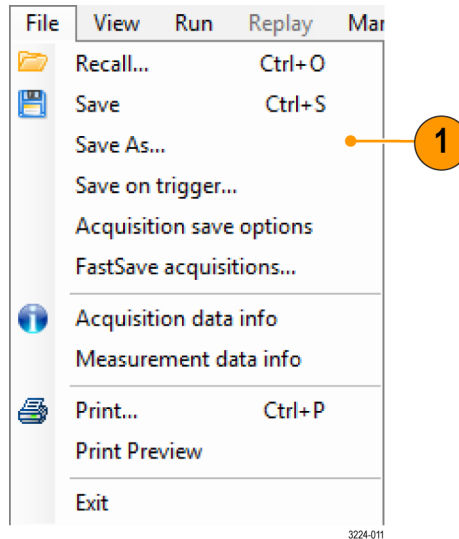 File View Run Replay Mar
Recall... Ctrl+O
Save Ctrl+S
Save As...
1
Save on trigger...
Acquisition save options
FastSave acquisitions...
Acquisition data info
Measurement data info
Print... Ctrl+P
Print Preview
Exit
3224-011